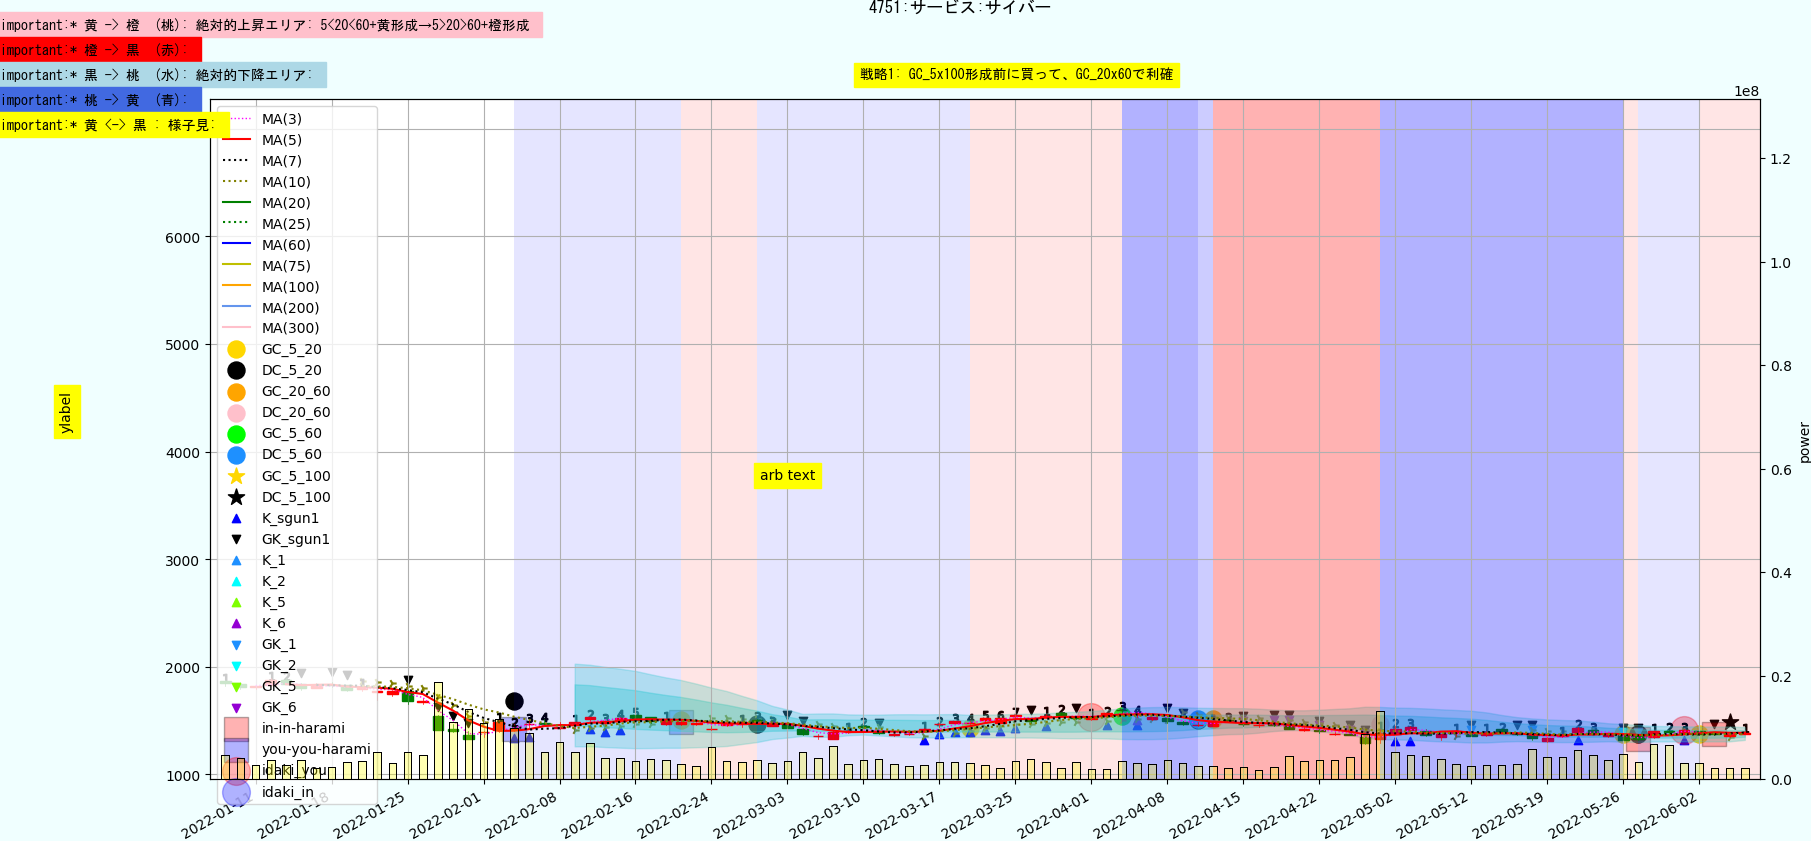 4751:サービス:サイバー
important:* 黄 -> 橙 (桃): 絶対的上昇エリア: 5<20<60+黄形成→5>20>60+橙形成
important:* 橙 -> 黒 (赤):
important:* 黒 -> 桃 (水): 絶対的下降エリア:
important:* 桃 -> 黄 (青):
important:* 黄 <-> 黒 : 様子見:
戦略1: GC_5x100形成前に買って、GC_20x60で利確
1e8
MA(3)
MA(5)
MA(7)
MA(10)
MA(20)
MA(25)
MA(60)
MA(75)
MA(100)
MA(200)
MA(300)
GC_5_20
DC_5_20
GC_20_60
DC_20_60
GC_5_60
DC_5_60
GC_5_100
DC_5_100
K_sgun1
GK_sgun1
K_1
K_2
K_5
K_6
GK_1
GK_2
GK_5
GK_6
in-in-harami
you-you-harami
idaki_you
idaki_in
6000
5000
4000
3000
2000
1000
ylabel
arb text
1.2
1.0
0.8
0.6
0.4
0.2
0.0
power
2022-01-11
2022-01-18
2022-01-25
2022-02-01
2022-02-08
2022-02-16
2022-02-24
2022-03-03
2022-03-10
2022-03-17
2022-03-25
2022-04-01
2022-04-08
2022-04-15
2022-04-22
2022-05-02
2022-05-12
2022-05-19
2022-05-26
2022-06-02